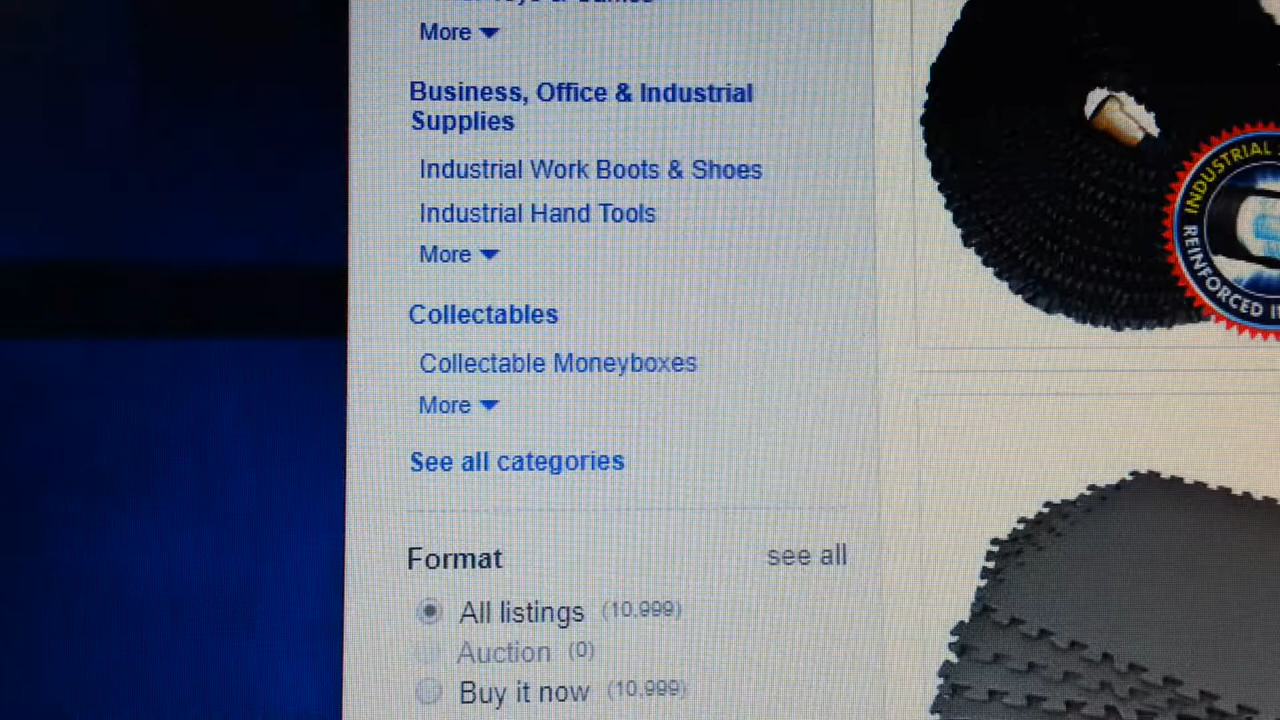 More
Business, Office & Industrial
Supplies
Industrial Work Boots & Shoes
Industrial Hand Tools
More
Collectables
Collectable Moneyboxes
More
See all categories
Format see all
All listings (10,999)
Auction (0)
Buy it now (10,999)
INDUSTRIAL
REINFORCED